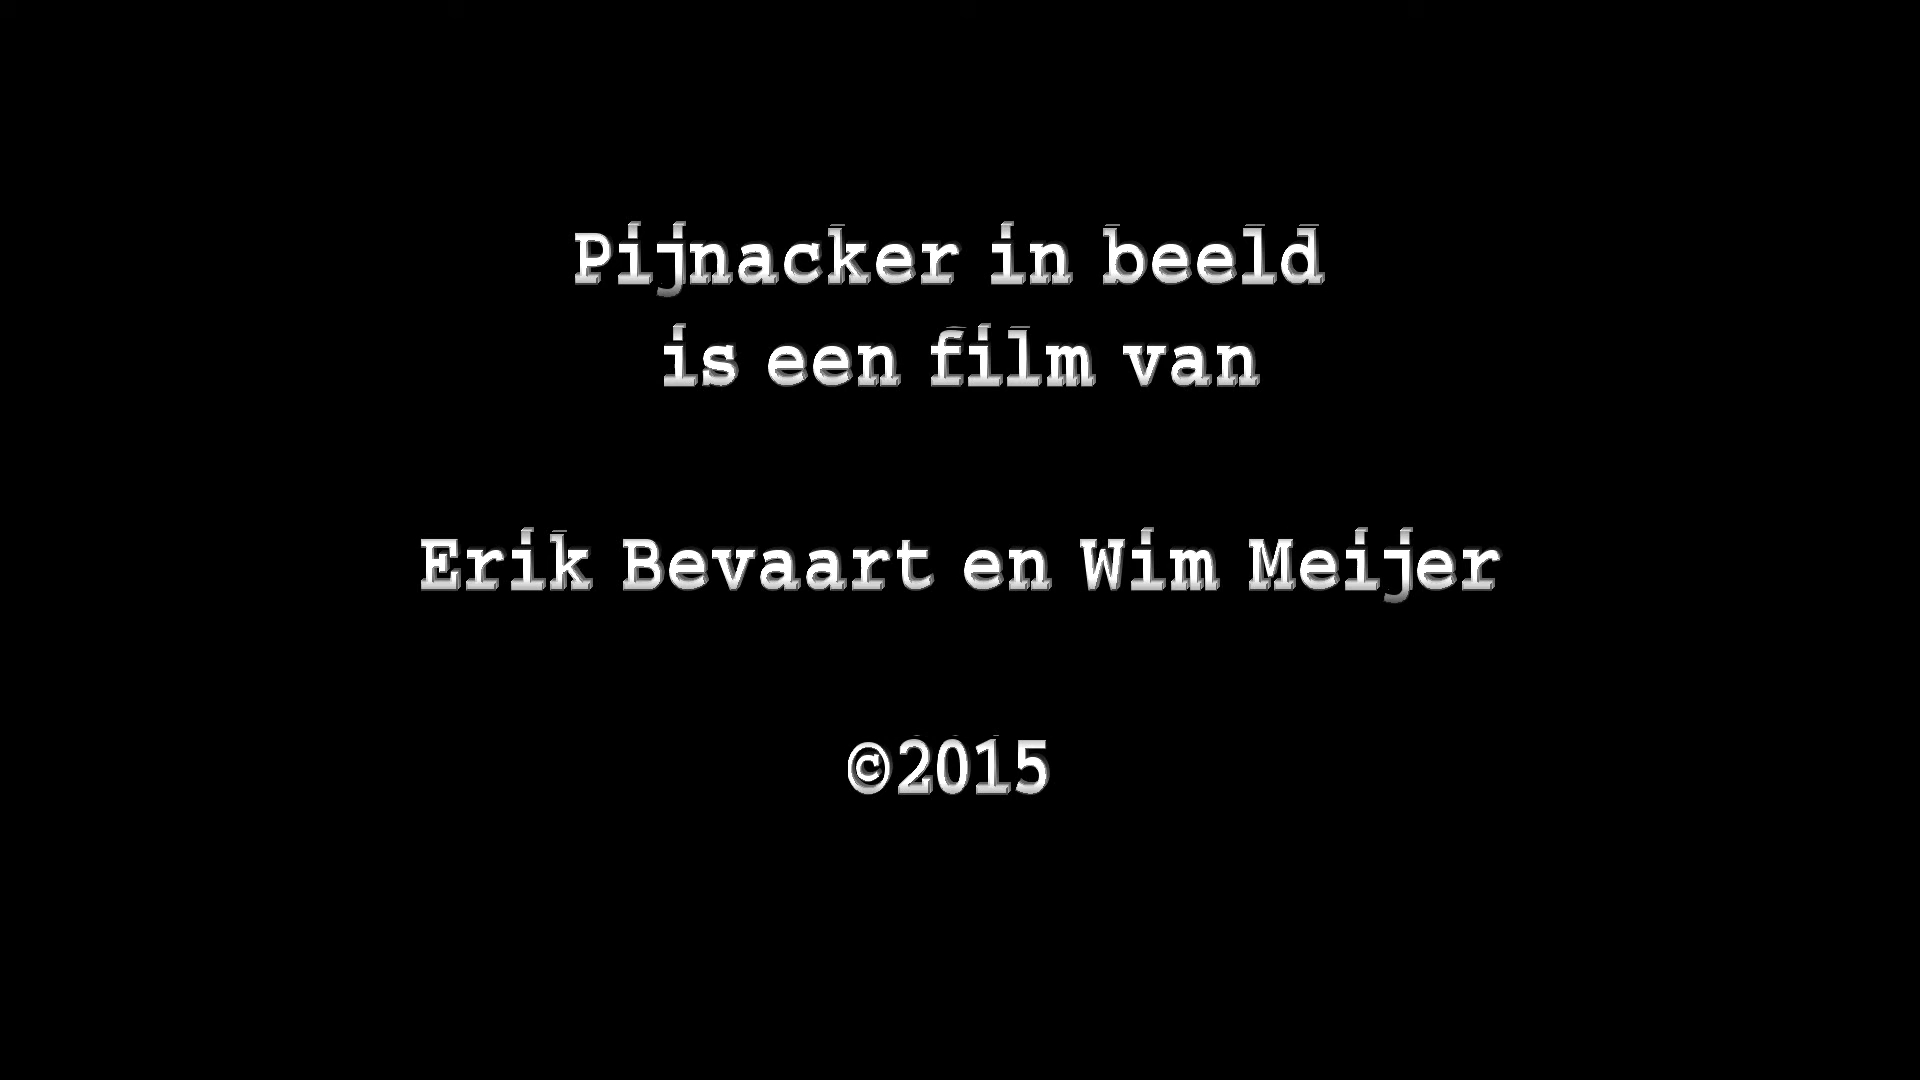 Pijnacker in beeld
is een film van
Erik Bevaart en Wim Meijer
©2015